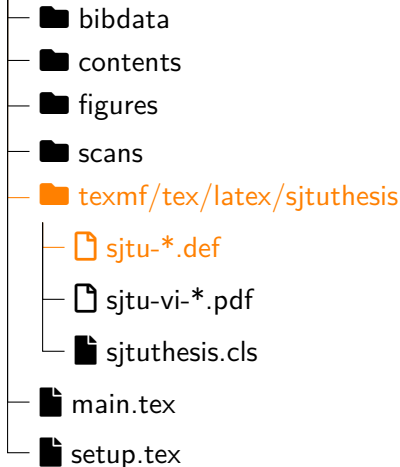 bibdata
contents
figures
scans
texmf/tex/latex/sjtuthesis
sjtu-*.def
sjtu-vi-*.pdf
sjtuthesis.cls
main.tex
setup.tex